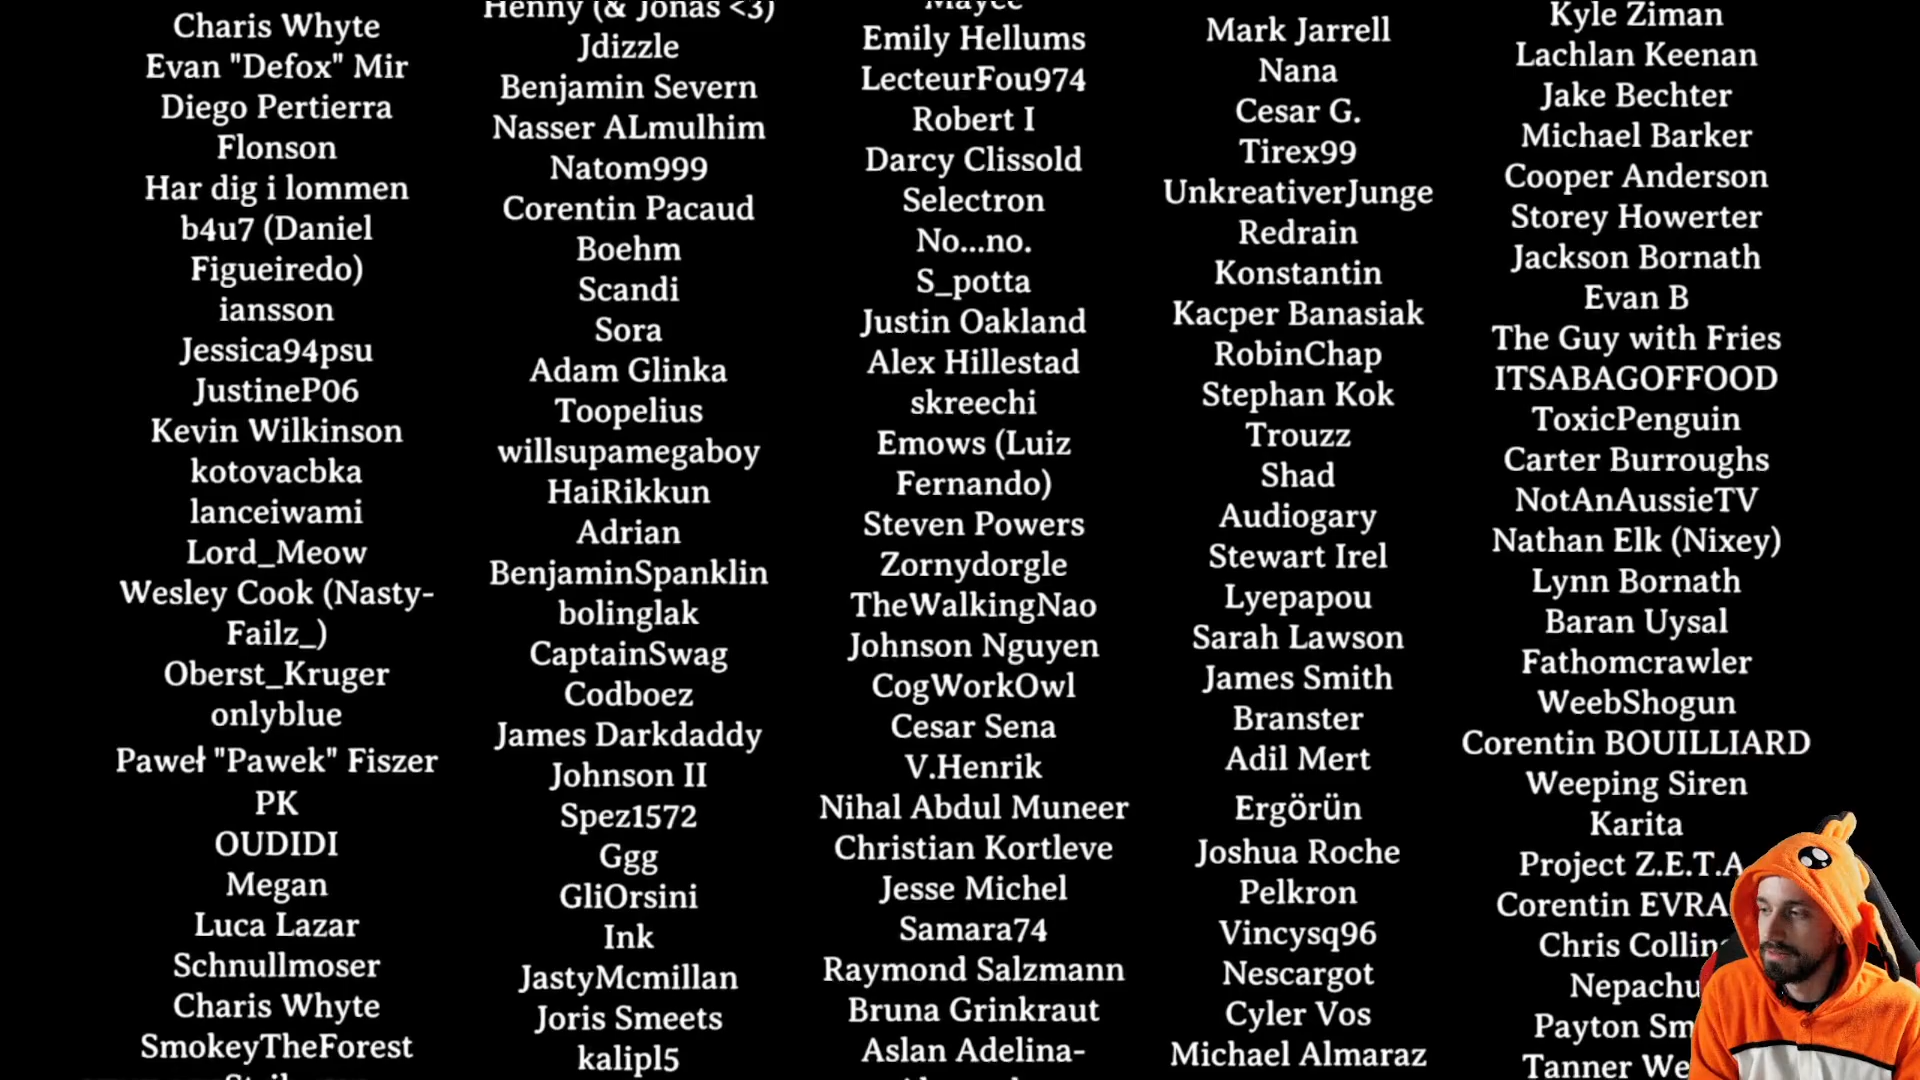 Charis Whyte
Evan "Defox" Mir
Diego Pertierra
Flonson
Har dig i lommen
b4u7 (Daniel
Figueiredo)
iansson
Jessica94psu
JustineP06
Kevin Wilkinson
kotovacbka
lanceiwami
Lord_Meow
Wesley Cook (Nasty-
Failz_)
Oberst_Kruger
onlyblue
Paweł "Pawek" Fiszer
PK
OUDIDI
Megan
Luca Lazar
Schnullmoser
Charis Whyte
SmokeyTheForest
Henny (& Jonas <3)
Jdizzle
Benjamin Severn
Nasser ALmulhim
Natom999
Corentin Pacaud
Boehm
Scandi
Sora
Adam Glinka
Toopelius
willsupamegaboy
HaiRikkun
Adrian
BenjaminSpanklin
bolinglak
CaptainSwag
Codboez
James Darkdaddy
Johnson II
Spez1572
Ggg
GliOrsini
Ink
JastyMcmillan
Joris Smeets
kalipl5
Emily Hellums
LecteurFou974
Robert I
Darcy Clissold
Selectron
No...no.
S_potta
Justin Oakland
Alex Hillestad
skreechi
Emows (Luiz
Fernando)
Steven Powers
Zornydorgle
TheWalkingNao
Johnson Nguyen
CogWorkOwl
Cesar Sena
V.Henrik
Nihal Abdul Muneer
Christian Kortleve
Jesse Michel
Samara74
Raymond Salzmann
Bruna Grinkraut
Aslan Adelina-
Mark Jarrell
Nana
Cesar G.
Tirex99
UnkreativerJunge
Redrain
Konstantin
Kacper Banasiak
RobinChap
Stephan Kok
Trouzz
Shad
Audiogary
Stewart Irel
Lyepapou
Sarah Lawson
James Smith
Branster
Adil Mert
Ergörün
Joshua Roche
Pelkron
Vincysq96
Nescargot
Cyler Vos
Michael Almaraz
Kyle Ziman
Lachlan Keenan
Jake Bechter
Michael Barker
Cooper Anderson
Storey Howerter
Jackson Bornath
Evan B
The Guy with Fries
ITSABAGOFFOOD
ToxicPenguin
Carter Burroughs
NotAnAussieTV
Nathan Elk (Nixey)
Lynn Bornath
Baran Uysal
Fathomcrawler
WeebShogun
Corentin BOUILLIARD
Weeping Siren
Karita
Project Z.E.T.A
Corentin
Chris
Payton
Tanner